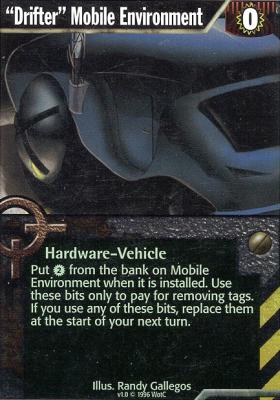 "Drifter" Mobile Environment
0
Hardware-Vehicle
Put 2 from the bank on Mobile
Environment when it is installed. Use
these bits only to pay for removing tags.
If you use any of these bits, replace them
at the start of your next turn.
Illus. Randy Gallegos
v1.0 © 1996 WotC